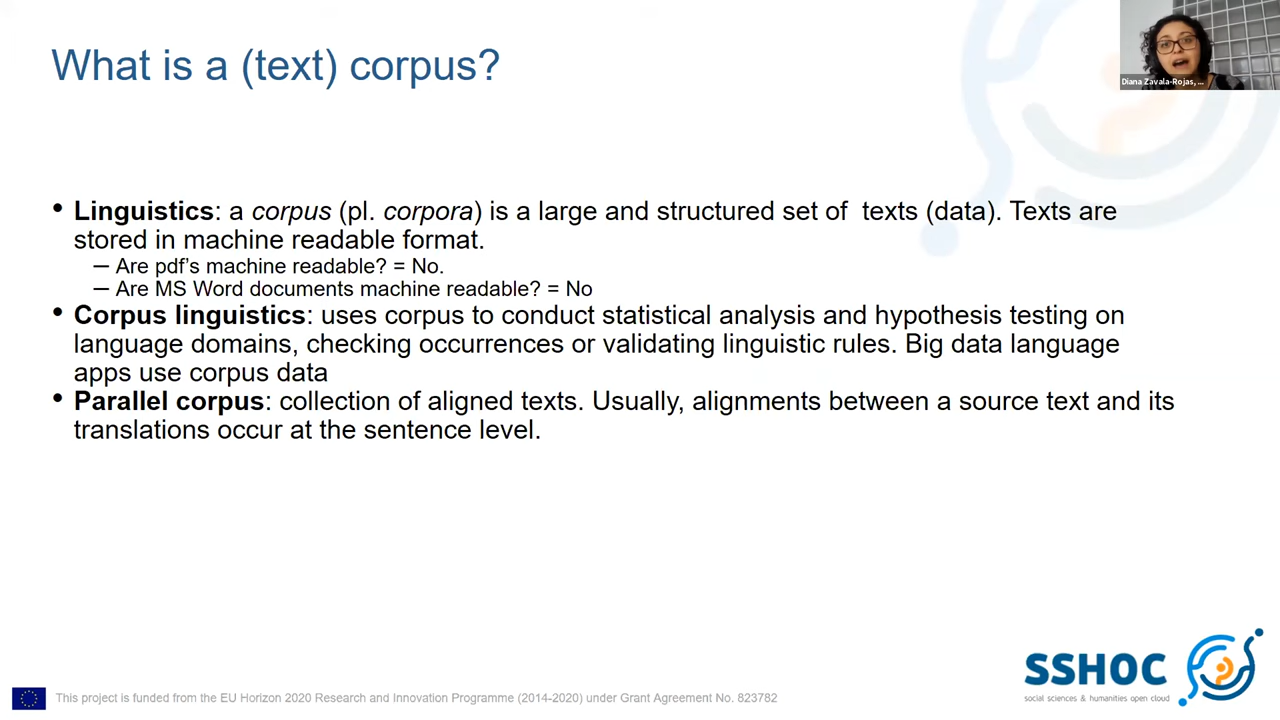 What is a (text) corpus?
Diana Zavala-Rojas, ...
• Linguistics: a corpus (pl. corpora) is a large and structured set of  texts (data). Texts are
stored in machine readable format.
– Are pdf's machine readable? = No.
– Are MS Word documents machine readable? = No
• Corpus linguistics: uses corpus to conduct statistical analysis and hypothesis testing on
language domains, checking occurrences or validating linguistic rules. Big data language
apps use corpus data
• Parallel corpus: collection of aligned texts. Usually, alignments between a source text and its
translations occur at the sentence level.
SSHOC
social sciences & humanities open cloud
This project is funded from the EU Horizon 2020 Research and Innovation Programme (2014-2020) under Grant Agreement No. 823782